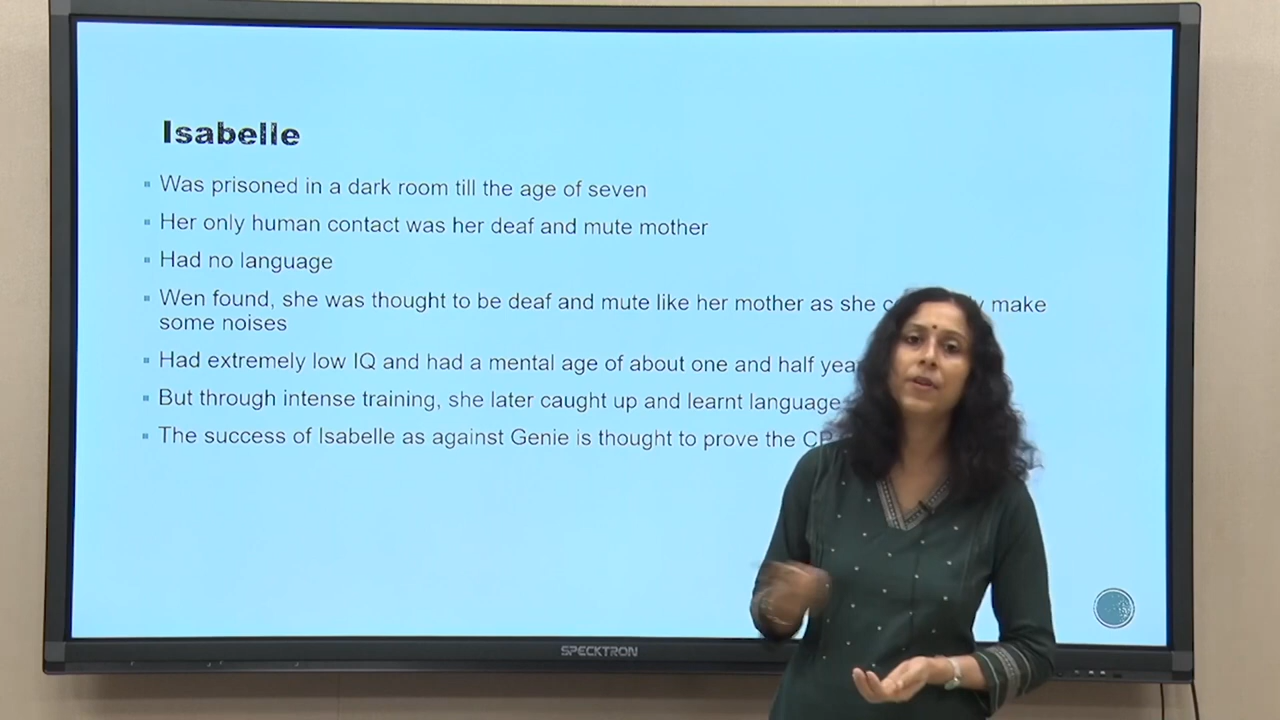 Isabelle
Was prisoned in a dark room till the age of seven
Her only human contact was her deaf and mute mother
Had no language
Wen found, she was thought to be deaf and mute like her mother as she make
some noises
Had extremely low IQ and had a mental age of about one and half
But through intense training, she later caught up and learnt language
The success of Isabelle as against Genie is thought to prove the
SPECKTRON